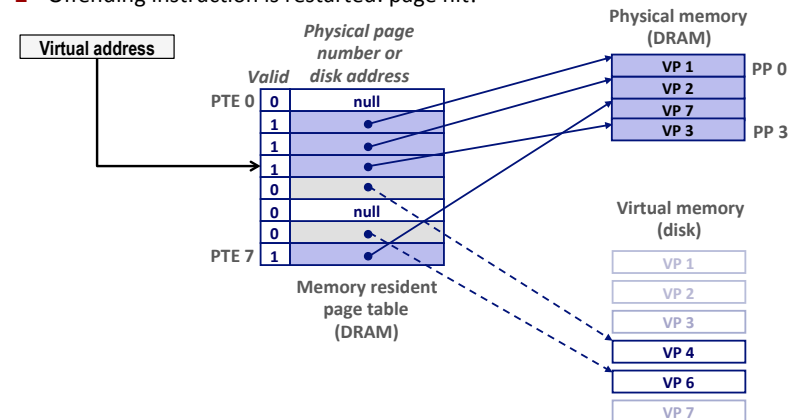 Offending instruction is restarted: page hit!
Physical memory
(DRAM)
Physical page
number or
disk address
Virtual address
Valid
VP 1
PP 0
VP 2
VP 7
VP 3
PP 3
PTE 0
0
null
1
1
1
0
0
null
0
PTE 7
1
Memory resident
page table
(DRAM)
Virtual memory
(disk)
VP 1
VP 2
VP 3
VP 4
VP 6
VP 7